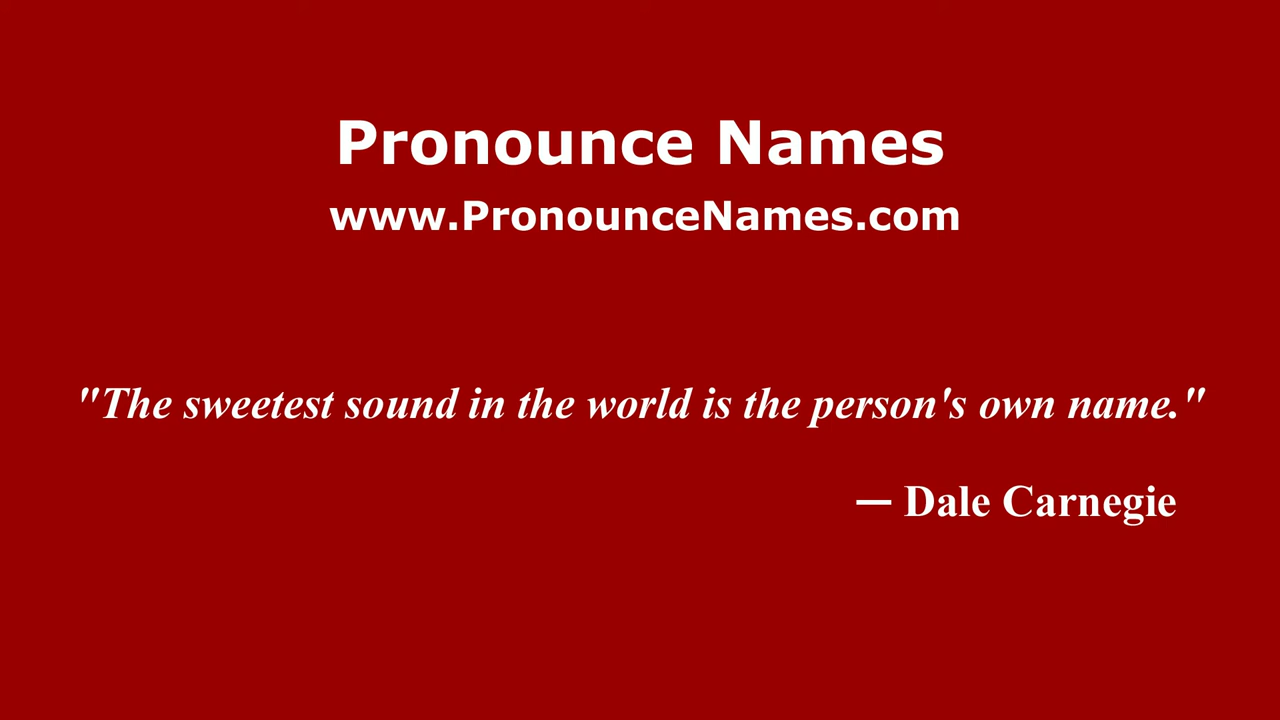 Pronounce Names
www.PronounceNames.com
"The sweetest sound in the world is the person's own name."
— Dale Carnegie